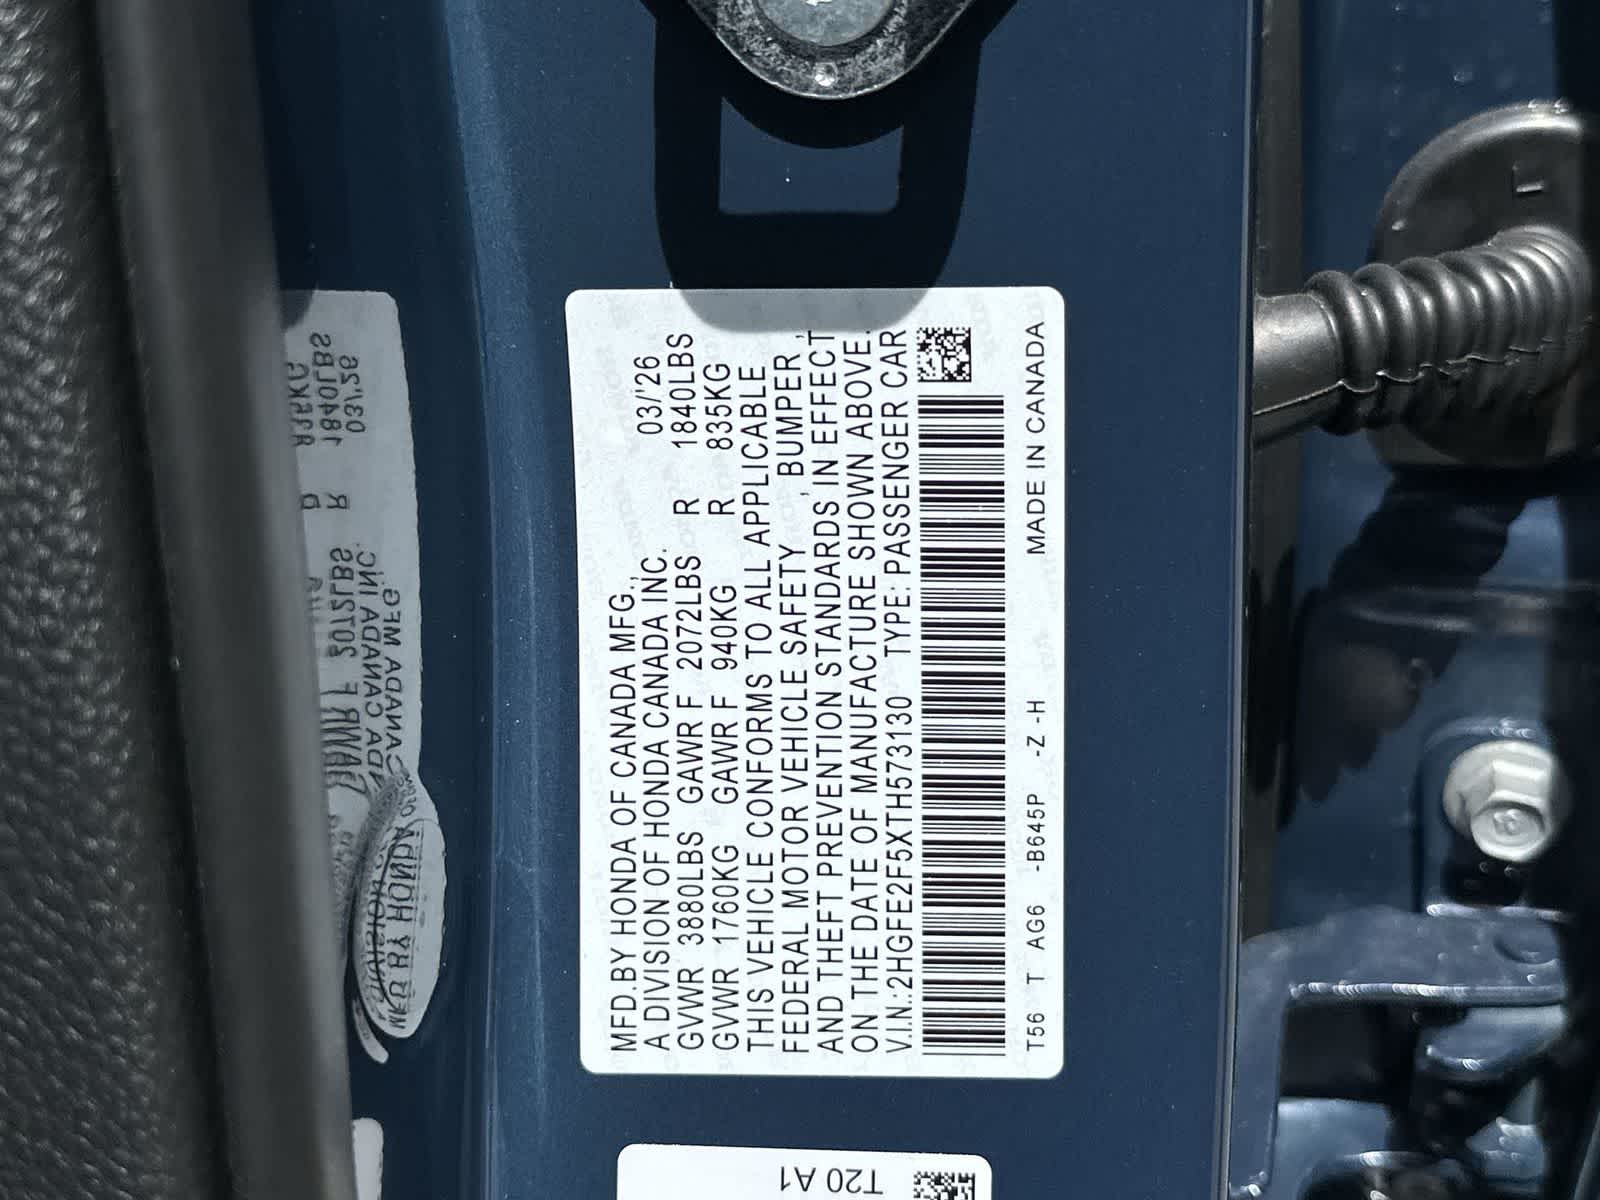 MFD. BY HONDA OF CANADA MFG.,
A DIVISION OF HONDA CANADA INC. 03/'26
GVWR 3880LBS GAWR F 2072LBS R 1840LBS
GVWR 1760KG GAWR F 940KG R 835KG
THIS VEHICLE CONFORMS TO ALL APPLICABLE
FEDERAL MOTOR VEHICLE SAFETY , BUMPER ,
AND THEFT PREVENTION STANDARDS IN EFFECT
ON THE DATE OF MANUFACTURE SHOWN ABOVE.
V.I.N.:2HGFE2F5XTH573130 TYPE: PASSENGER CAR
T56 T AG6 -B645P -Z -H MADE IN CANADA
T20 A1